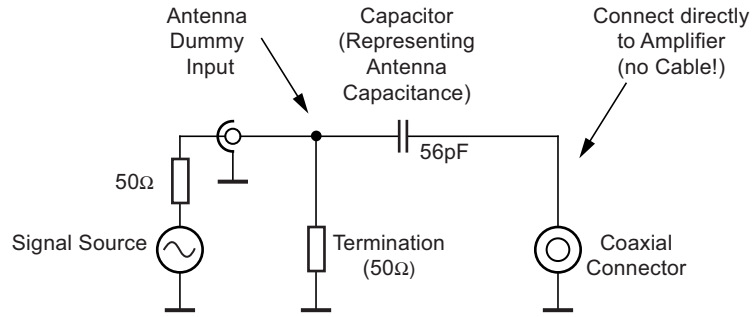 Antenna
Dummy
Input
Capacitor
(Representing
Antenna
Capacitance)
Connect directly
to Amplifier
(no Cable!)
56pF
50Ω
Signal Source
Termination
(50Ω)
Coaxial
Connector